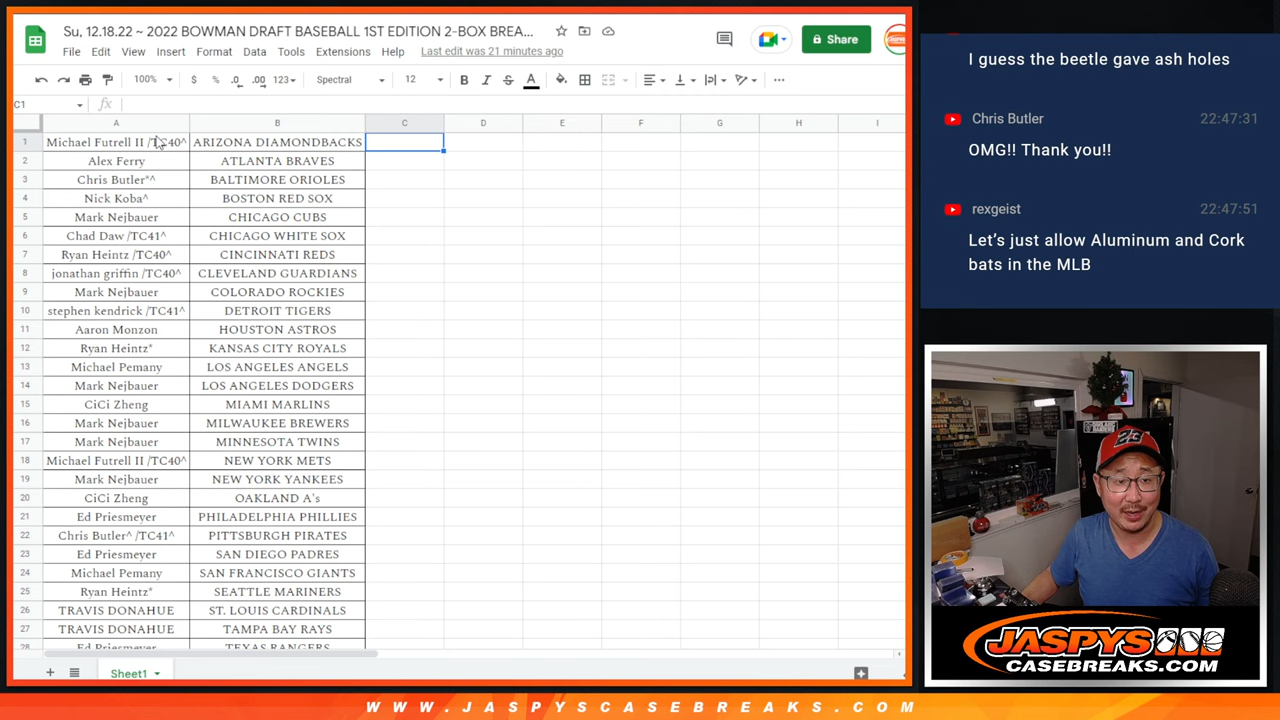 Su, 12.18.22 ~ 2022 BOWMAN DRAFT BASEBALL 1ST EDITION 2-BOX BREA...
File Edit View Insert Format Data Tools Extensions Help Last edit was 21 minutes ago
Share
100% $ % .0 .00 123 Spectral 12 B I S A
C1 fx
A B C D E F G H I
1 Michael Futrell II /TC40^ ARIZONA DIAMONDBACKS
2 Alex Ferry ATLANTA BRAVES
3 Chris Butler*^ BALTIMORE ORIOLES
4 Nick Koba^ BOSTON RED SOX
5 Mark Nejbauer CHICAGO CUBS
6 Chad Daw /TC41^ CHICAGO WHITE SOX
7 Ryan Heintz /TC40^ CINCINNATI REDS
8 jonathan griffin /TC40^ CLEVELAND GUARDIANS
9 Mark Nejbauer COLORADO ROCKIES
10 stephen kendrick /TC41^ DETROIT TIGERS
11 Aaron Monzon HOUSTON ASTROS
12 Ryan Heintz* KANSAS CITY ROYALS
13 Michael Pemany LOS ANGELES ANGELS
14 Mark Nejbauer LOS ANGELES DODGERS
15 CiCi Zheng MIAMI MARLINS
16 Mark Nejbauer MILWAUKEE BREWERS
17 Mark Nejbauer MINNESOTA TWINS
18 Michael Futrell II /TC40^ NEW YORK METS
19 Mark Nejbauer NEW YORK YANKEES
20 CiCi Zheng OAKLAND A's
21 Ed Priesmeyer PHILADELPHIA PHILLIES
22 Chris Butler^ /TC41^ PITTSBURGH PIRATES
23 Ed Priesmeyer SAN DIEGO PADRES
24 Michael Pemany SAN FRANCISCO GIANTS
25 Ryan Heintz* SEATTLE MARINERS
26 TRAVIS DONAHUE ST. LOUIS CARDINALS
27 TRAVIS DONAHUE TAMPA BAY RAYS
28 Ed Priesmeyer TEXAS RANGERS
Sheet1
I guess the beetle gave ash holes
Chris Butler 22:47:31
OMG!! Thank you!!
rexgeist 22:47:51
Let's just allow Aluminum and Cork
bats in the MLB
23
JASPYS
CASEBREAKS.COM
WWW.JASPYSCASEBREAKS.COM